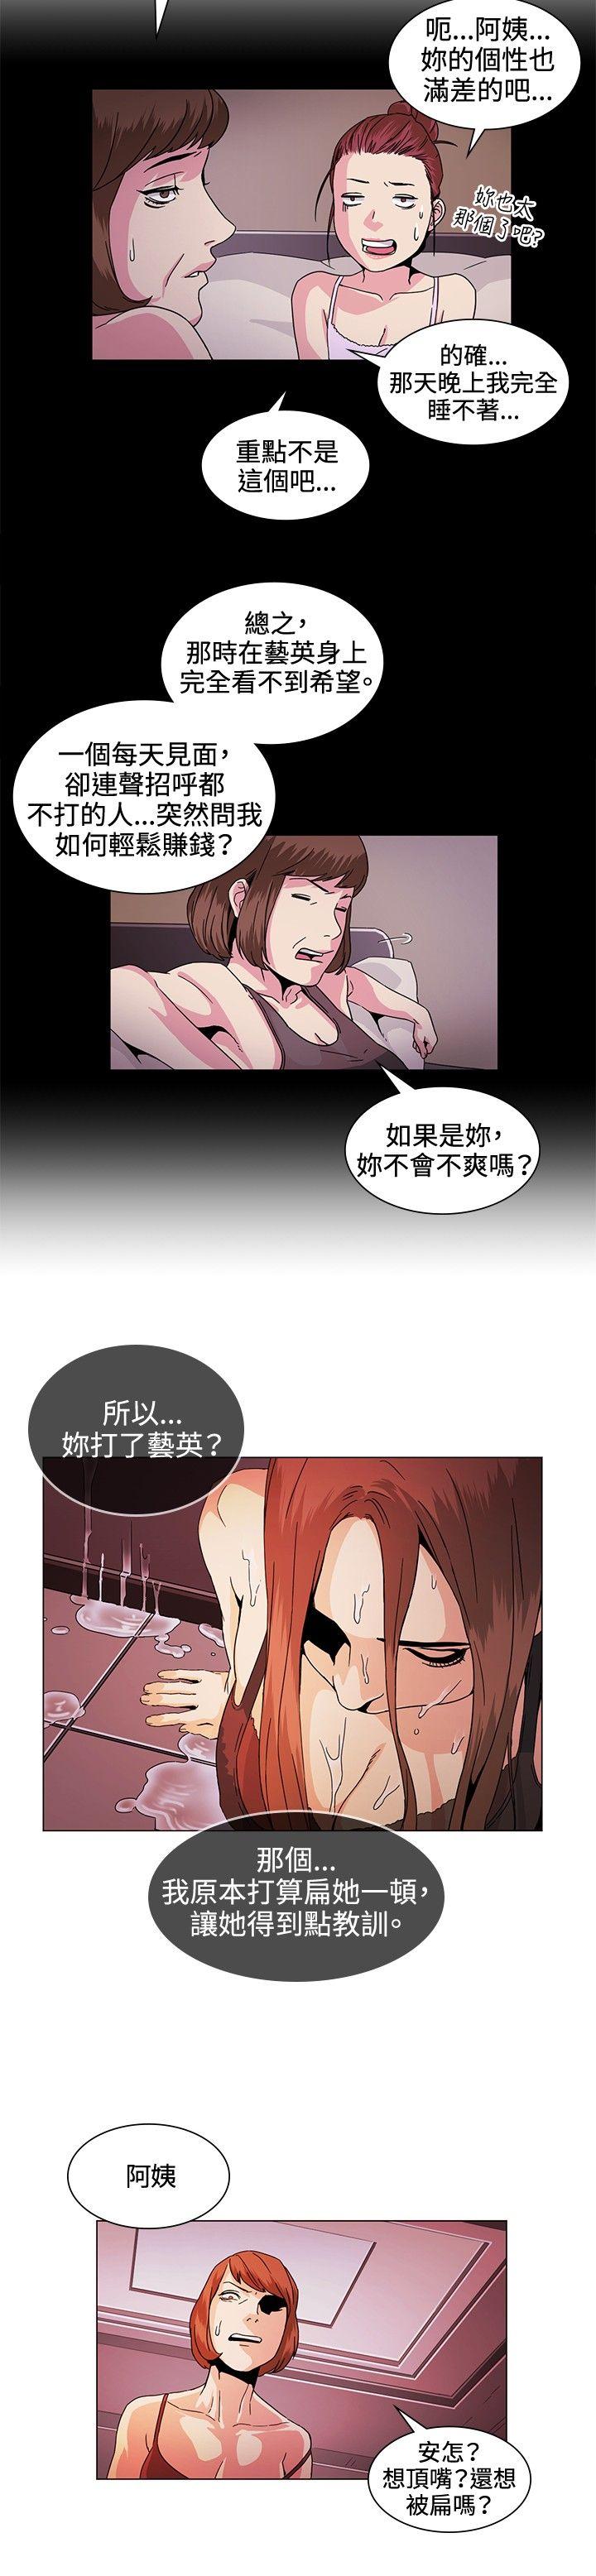 呃...阿姨...
妳的個性也
滿差的吧...
妳也太
那個了吧?
的確...
那天晚上我完全
睡不著...
重點不是
這個吧...
總之，
那時在藝英身上
完全看不到希望。
一個每天見面，
卻連聲招呼都
不打的人...突然問我
如何輕鬆賺錢？
如果是妳，
妳不會不爽嗎？
所以...
妳打了藝英？
那個...
我原本打算扁她一頓，
讓她得到點教訓。
阿姨
安怎？
想頂嘴？還想
被扁嗎？